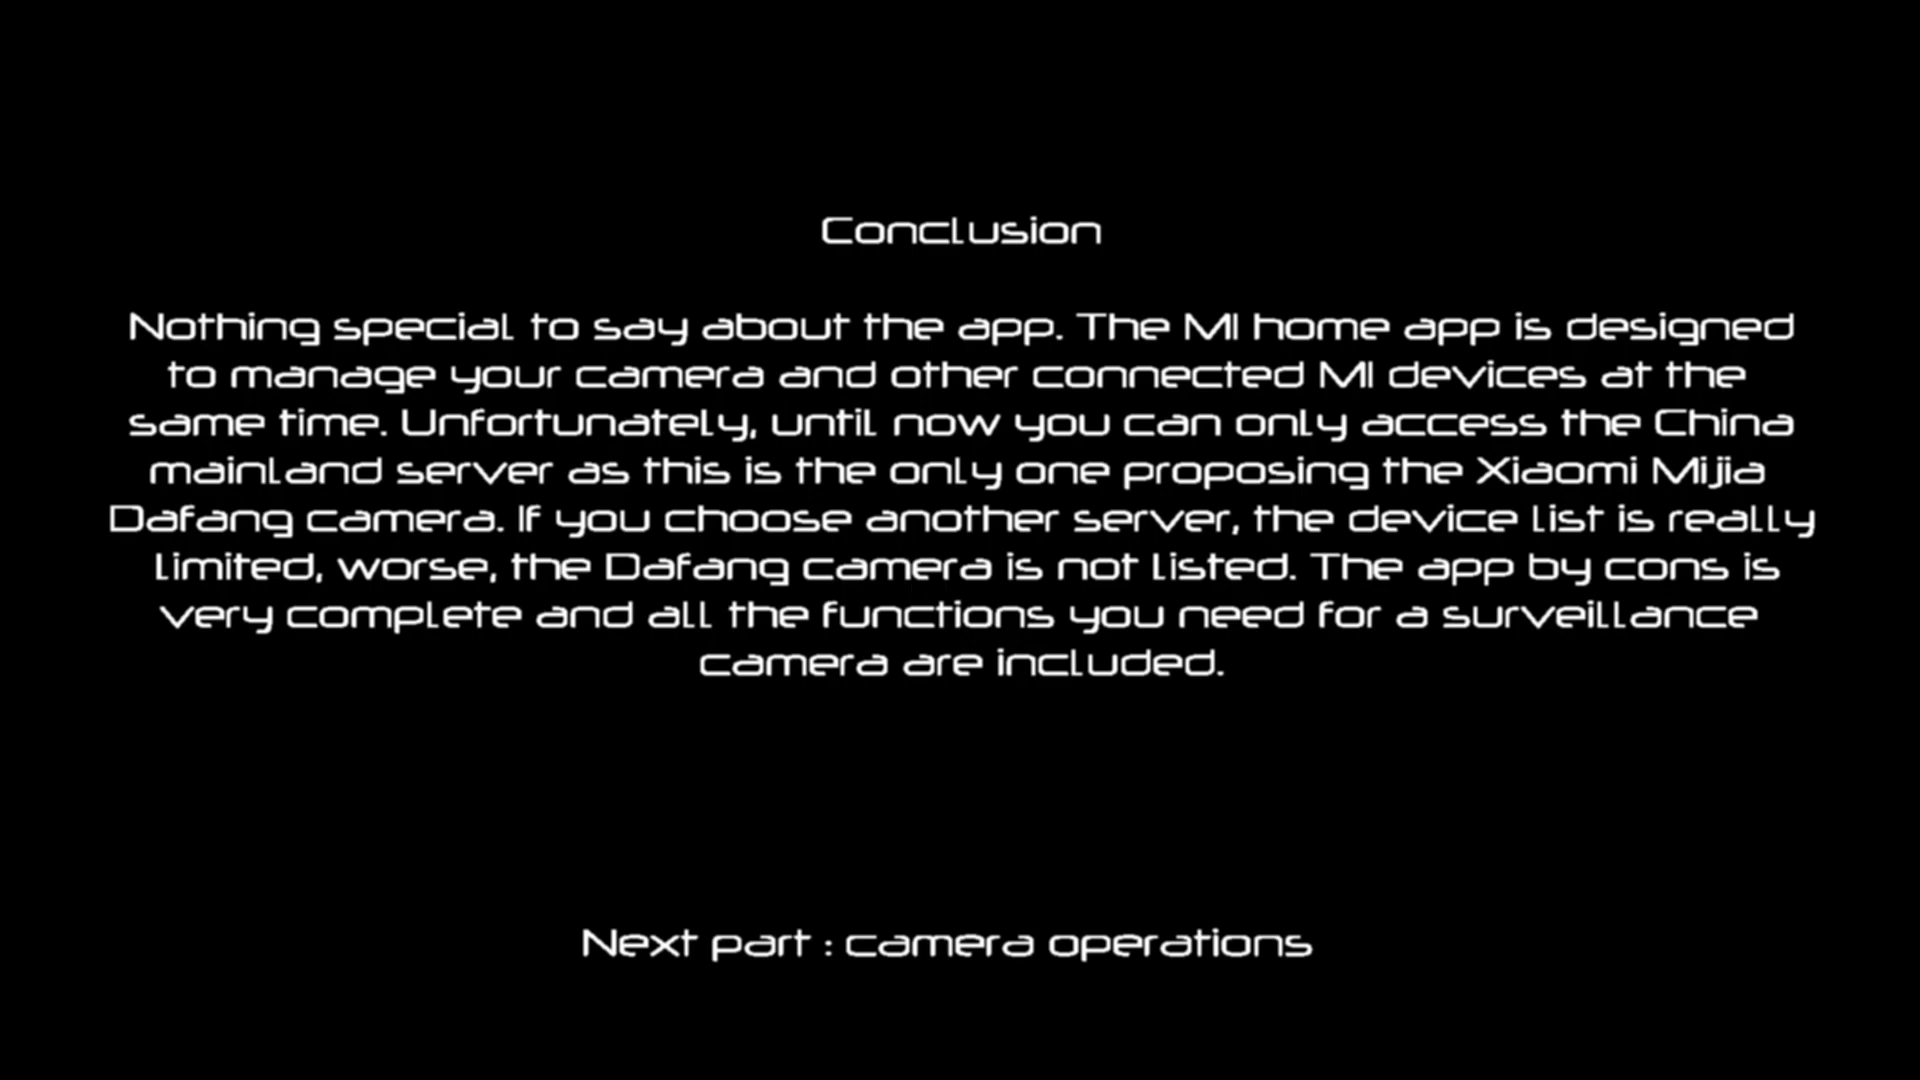 Conclusion
Nothing special to say about the app. The MI home app is designed
to manage your camera and other connected MI devices at the
same time. Unfortunately, until now you can only access the China
mainland server as this is the only one proposing the Xiaomi Mijia
Dafang camera. If you choose another server, the device list is really
limited, worse, the Dafang camera is not listed. The app by cons is
very complete and all the functions you need for a surveillance
camera are included.
Next part : camera operations